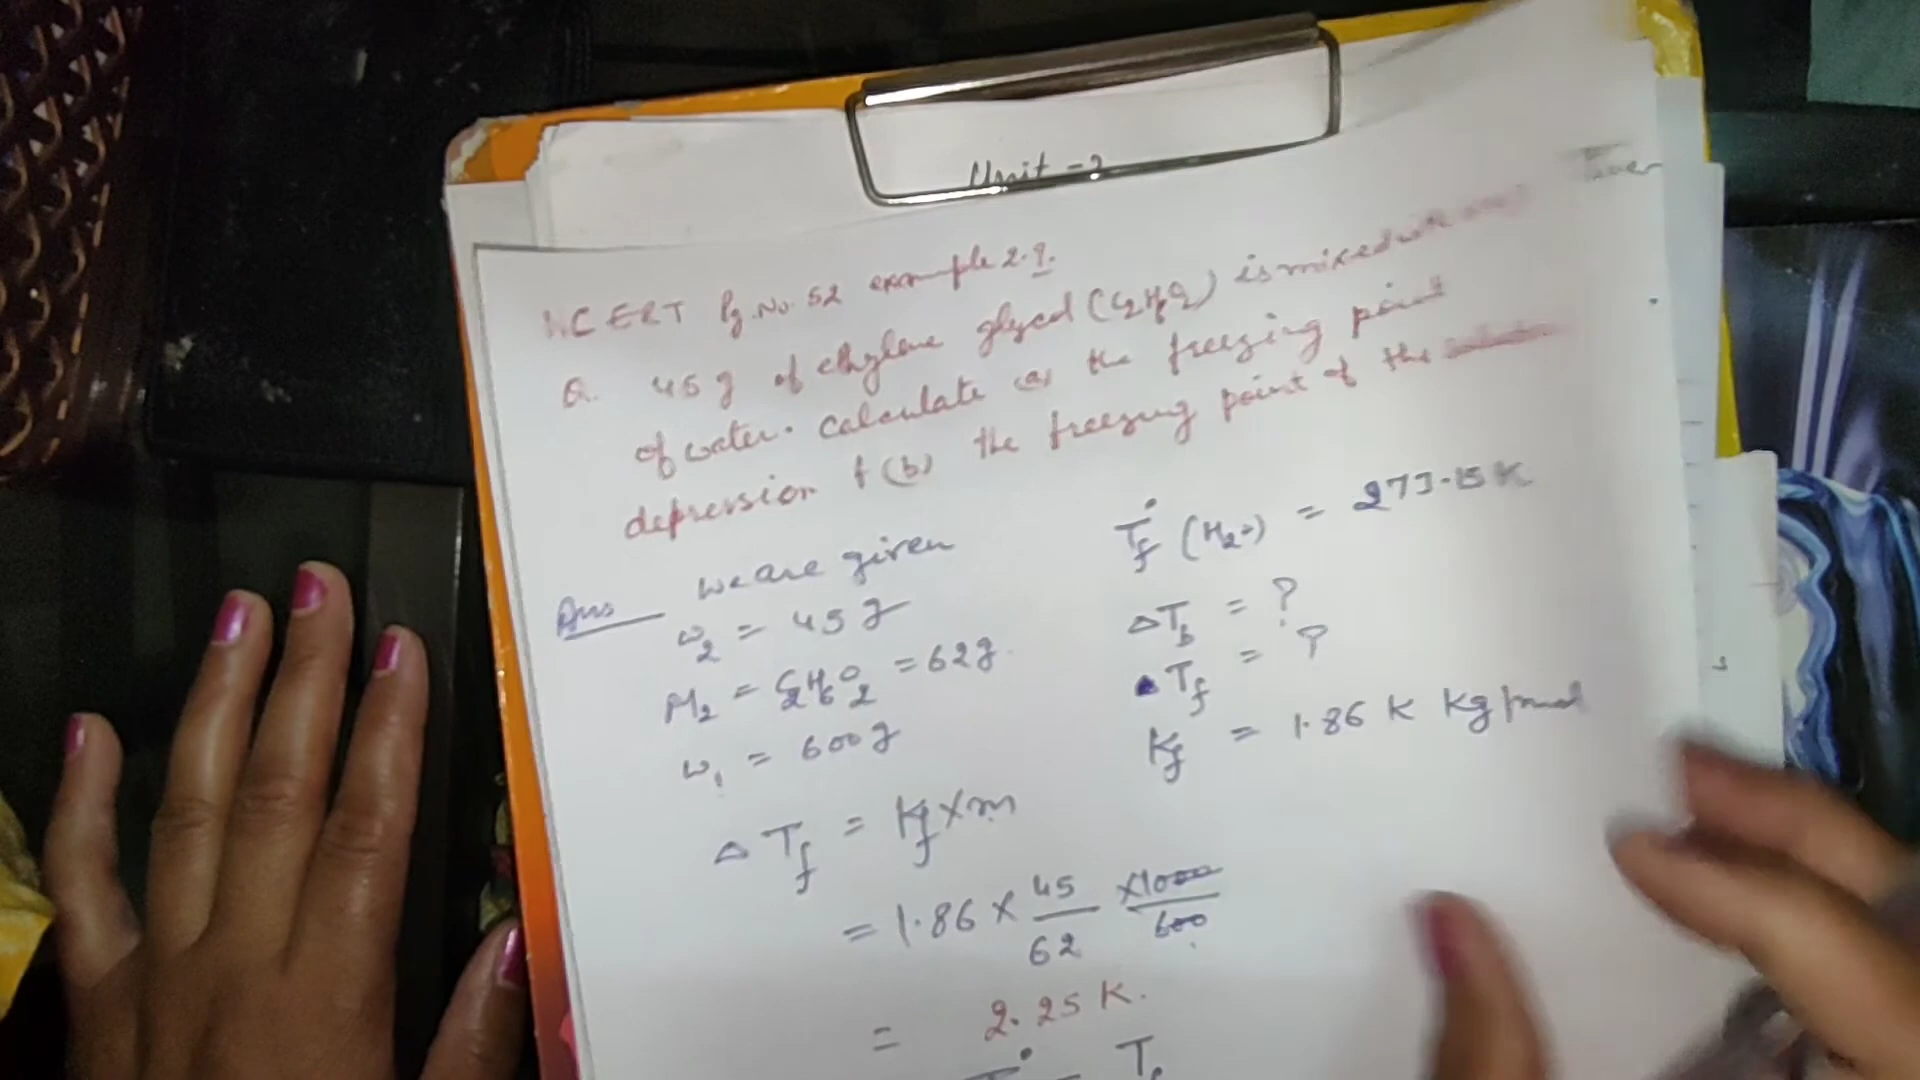 Unit - 2
NCERT Pg. No. 52 example 2.9.
Q. 45 g of ethylene glycol (C2H6O2) is mixed with
of water. calculate (a) the freezing point
depression & (b) the freezing point of the
Ans we are given
w2 = 45 g
M2 = C2H6O2 = 62 g.
w1 = 600 g
T°f (H2O) = 273.15 K
ΔTb = ?
Tf = ?
Kf = 1.86 K Kg/mol
ΔTf = Kf × m
= 1.86 × 45/62 × 1000/600
= 2.25 K.